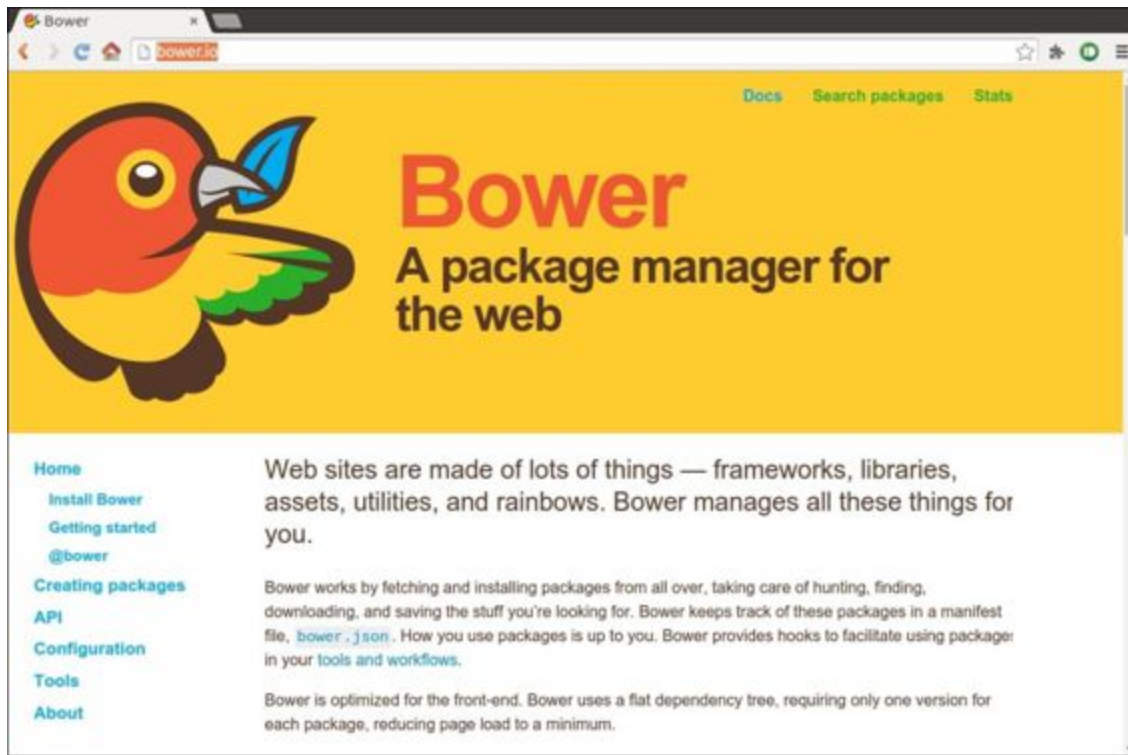 Bower
bower.io
Docs Search packages Stats
Bower
A package manager for
the web
Home
Install Bower
Getting started
@bower
Creating packages
API
Configuration
Tools
About
Web sites are made of lots of things — frameworks, libraries,
assets, utilities, and rainbows. Bower manages all these things for
you.
Bower works by fetching and installing packages from all over, taking care of hunting, finding,
downloading, and saving the stuff you're looking for. Bower keeps track of these packages in a manifest
file, bower.json. How you use packages is up to you. Bower provides hooks to facilitate using packages
in your tools and workflows.
Bower is optimized for the front-end. Bower uses a flat dependency tree, requiring only one version for
each package, reducing page load to a minimum.